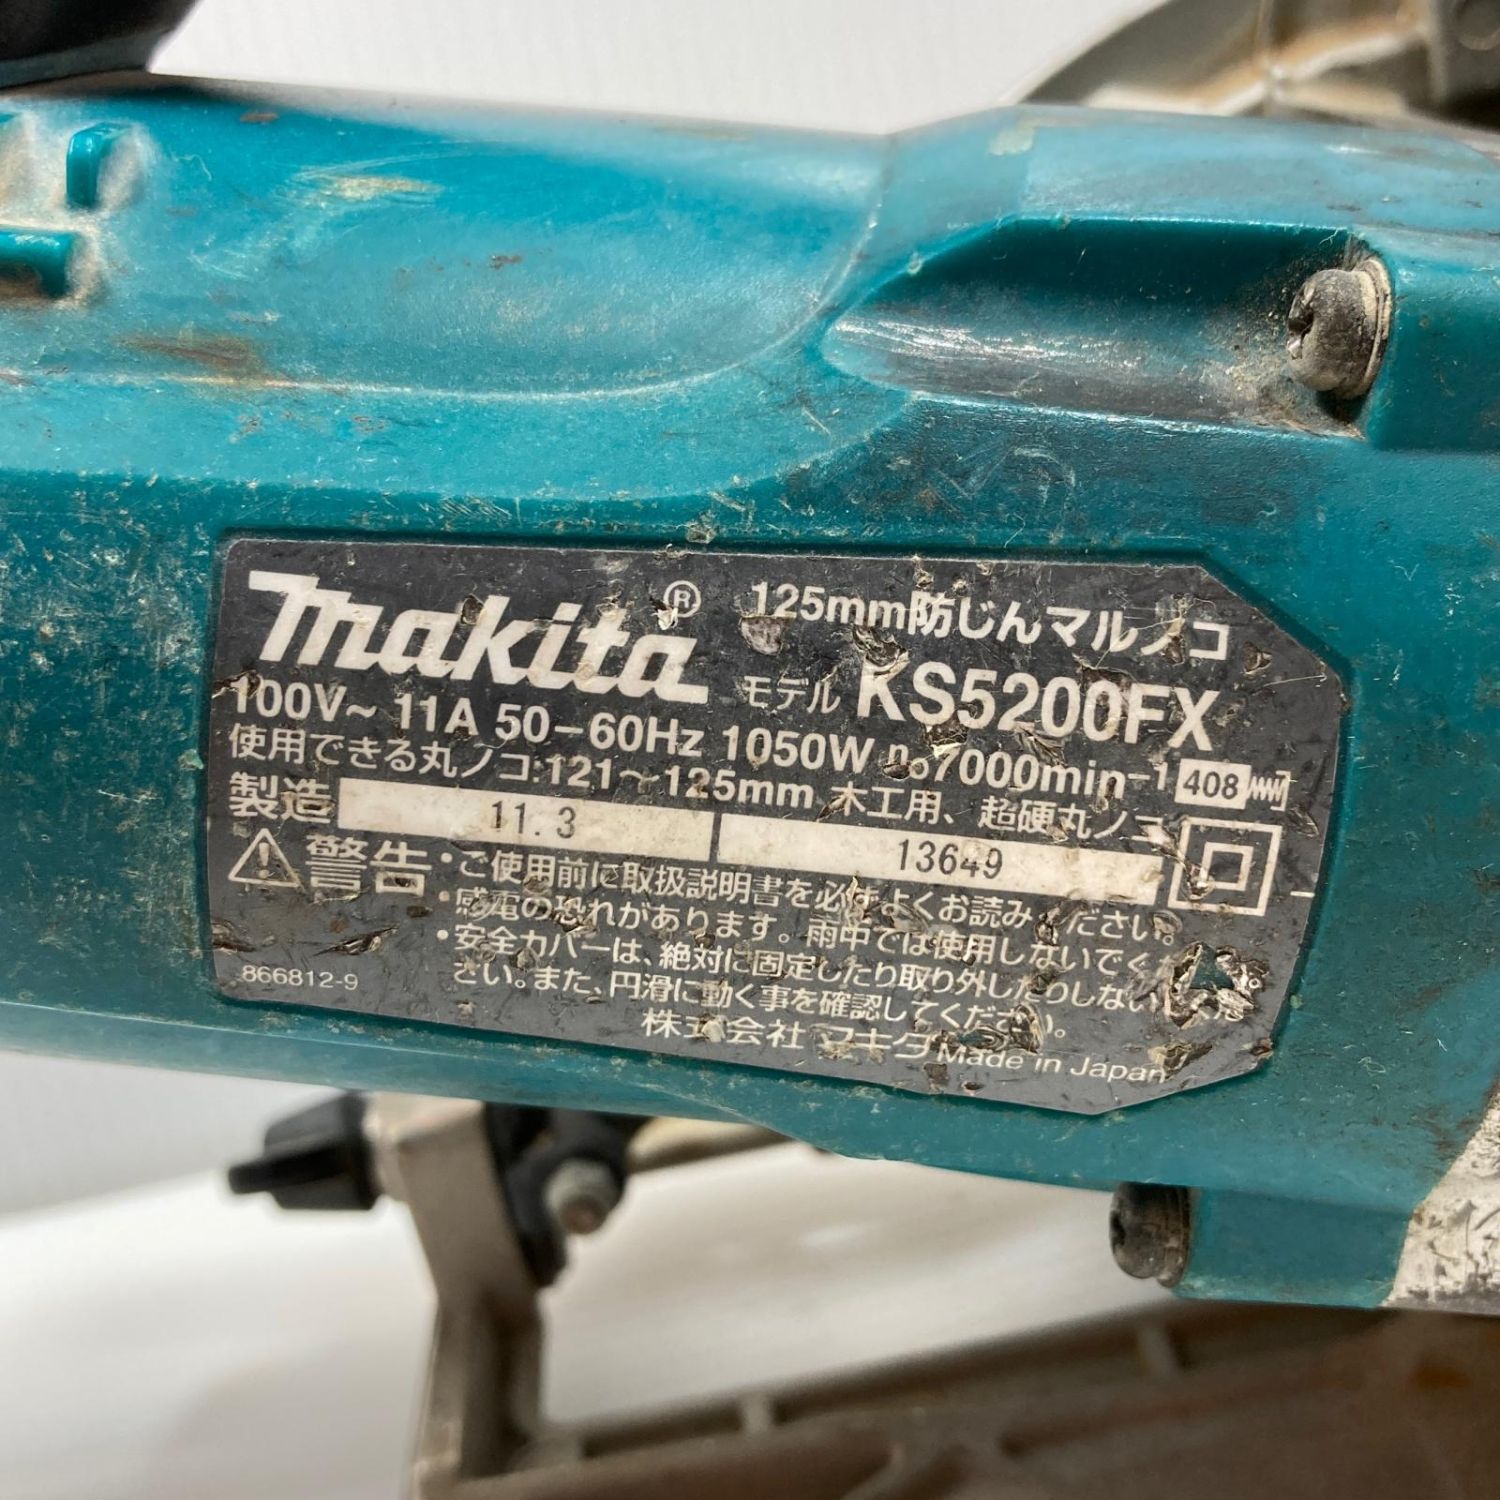 makita®
125mm防じんマルノコ
モデル KS5200FX
100V~ 11A 50-60Hz 1050W n₀7000min⁻¹
408
使用できる丸ノコ:121~125mm 木工用、超硬丸ノコ
製造 11.3 13649
警告・ご使用前に取扱説明書を必ずよくお読みください。
・感電の恐れがあります。雨中では使用しないでくだ
・安全カバーは、絶対に固定したり取り外したりしない
さい。また、円滑に動く事を確認してください。
866812-9
株式会社 マキタ Made in Japan